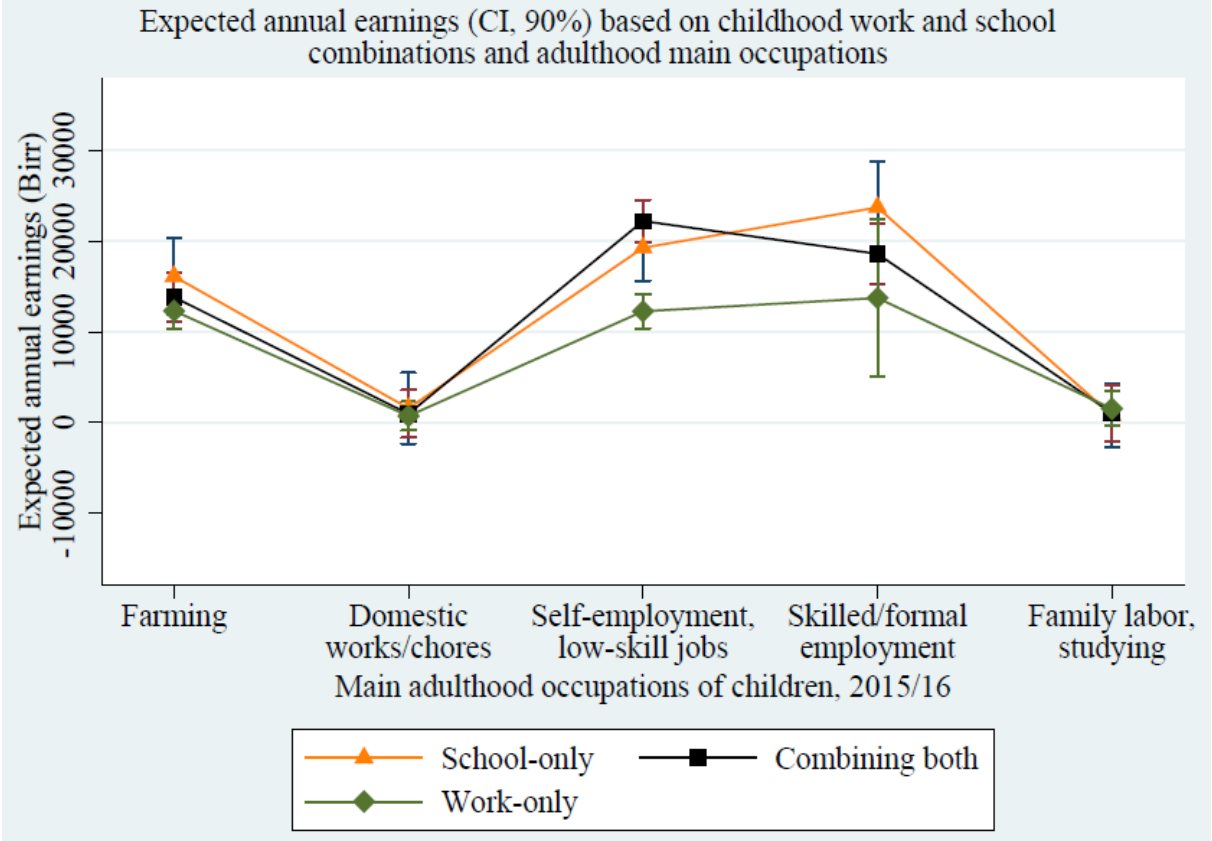 Expected annual earnings (CI, 90%) based on childhood work and school
combinations and adulthood main occupations
Expected annual earnings (Birr)
30000
20000
10000
0
-10000
Farming
Domestic
works/chores
Self-employment,
low-skill jobs
Skilled/formal
employment
Family labor,
studying
Main adulthood occupations of children, 2015/16
School-only
Combining both
Work-only